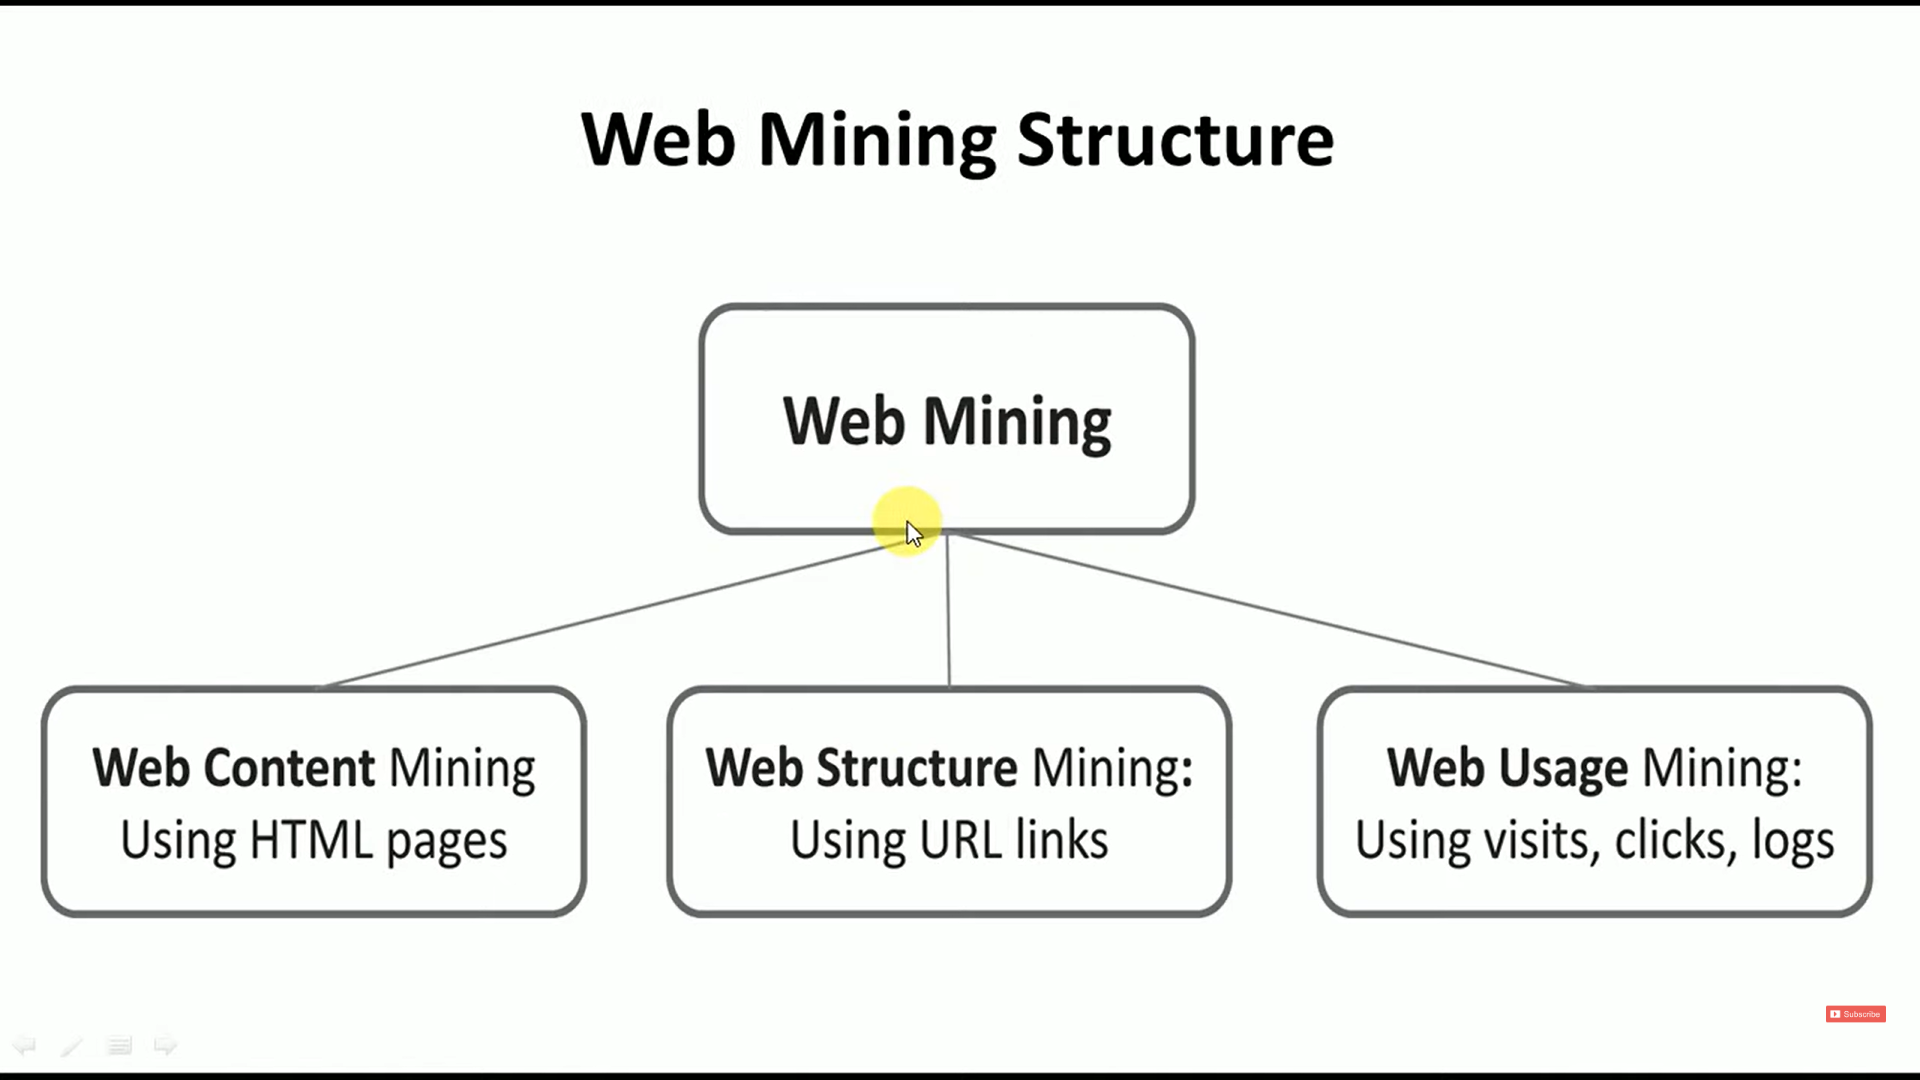 Web Mining Structure
Web Mining
Web Content Mining
Using HTML pages
Web Structure Mining:
Using URL links
Web Usage Mining:
Using visits, clicks, logs
Subscribe